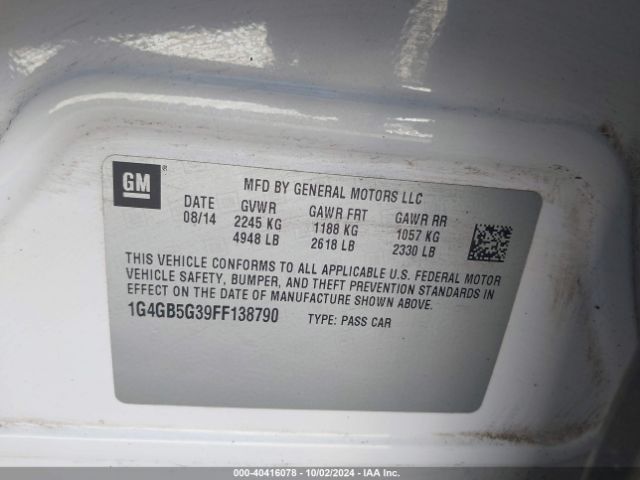 GM ®
MFD BY GENERAL MOTORS LLC
DATE GVWR GAWR FRT GAWR RR
08/14 2245 KG 1188 KG 1057 KG
4948 LB 2618 LB 2330 LB
THIS VEHICLE CONFORMS TO ALL APPLICABLE U.S. FEDERAL MOTOR
VEHICLE SAFETY, BUMPER, AND THEFT PREVENTION STANDARDS IN
EFFECT ON THE DATE OF MANUFACTURE SHOWN ABOVE.
1G4GB5G39FF138790 TYPE: PASS CAR
000-40416078 - 10/02/2024 - IAA Inc.